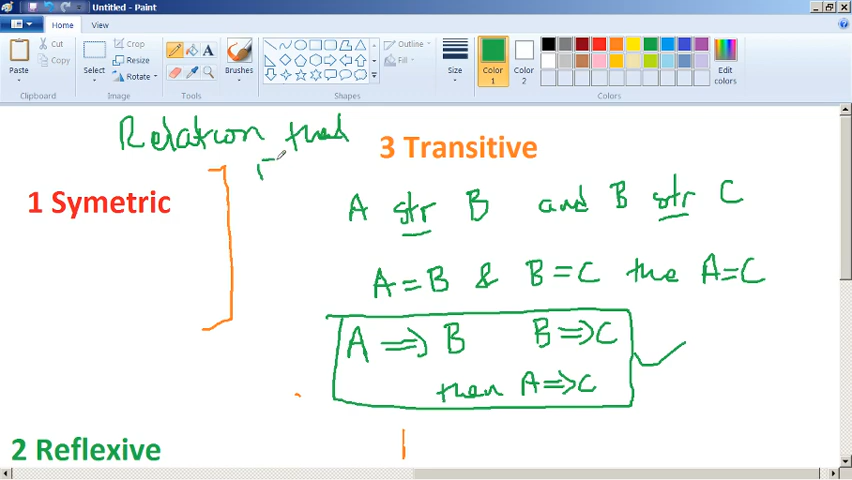 Untitled - Paint
Home View
Paste
Cut
Copy
Clipboard
Select
Crop
Resize
Rotate
Image
Tools
Brushes
Shapes
Outline
Fill
Size
Color 1
Color 2
Edit colors
Colors
Relation that
3 Transitive
1 Symetric
A str B and B str C
A=B & B=C the A=C
A ⇒ B B⇒C
then A⇒C
2 Reflexive